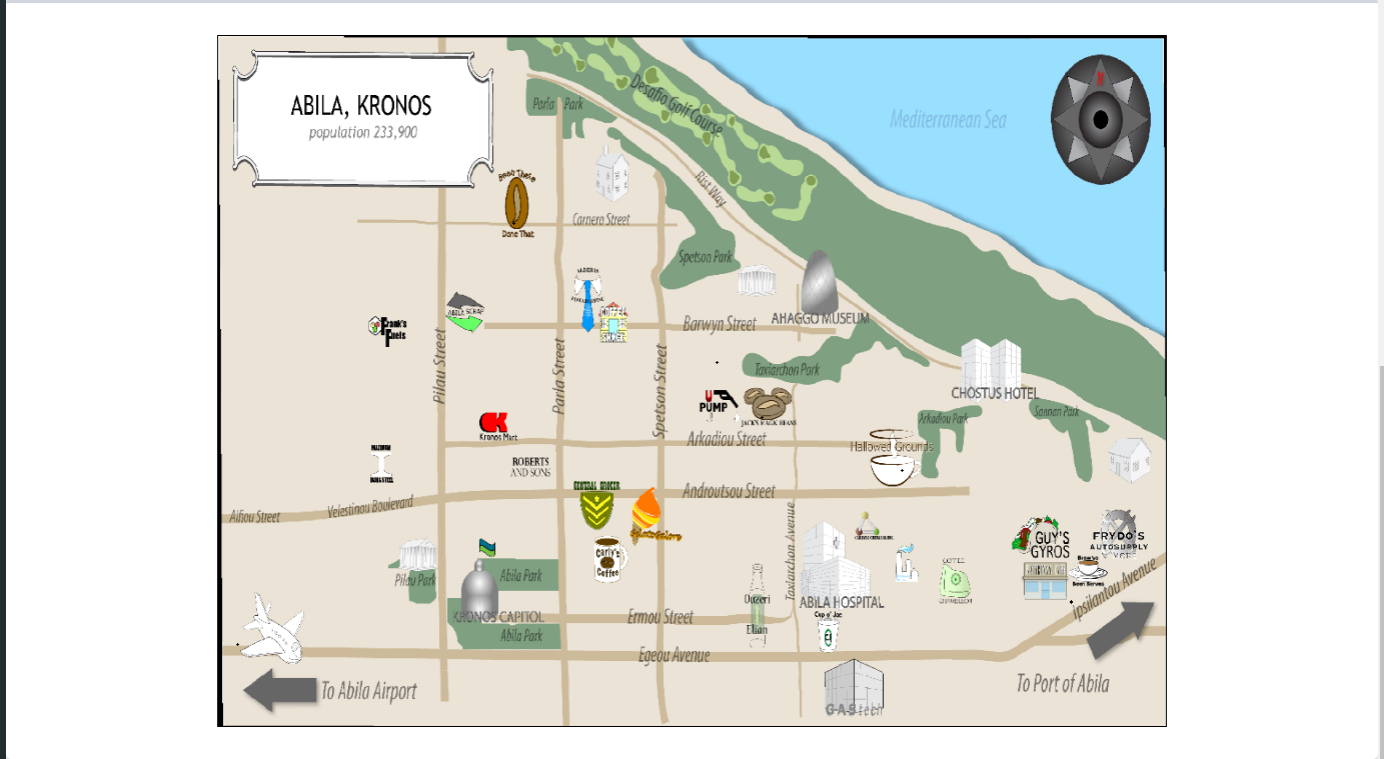 ABILA, KRONOS
population 233,900
Desafio Golf Course
Parla Park
Mediterranean Sea
N
Rist Way
Carnero Street
Done That
Spetson Park
AHAGGO MUSEUM
ABILA SCRAP
Frank's
Fuels
Barwyn Street
Pilau Street
Parla Street
Spetson Street
Taxiarchon Park
CHOSTUS HOTEL
U
PUMP
JACK'S MAGIC BEANS
Arkadiou Park
Sannan Park
Kronos Mart
Arkadiou Street
Hallowed Grounds
ROBERTS
AND SONS
GENERAL GROCER
Androutsou Street
Velestinou Boulevard
Alfiou Street
Carly's
Coffee
Taxiarchon Avenue
GUY'S
GYROS
FRYDO'S
AUTOSUPPLY
Brew've
Been Served
Pilau Park
Abila Park
KRONOS CAPITOL
Abila Park
Ermou Street
Ouzeri
Elian
ABILA HOSPITAL
Cup o' Joe
HOTEL
CHAMELEON
Ipsilantou Avenue
Egeou Avenue
To Abila Airport
GAStech
To Port of Abila